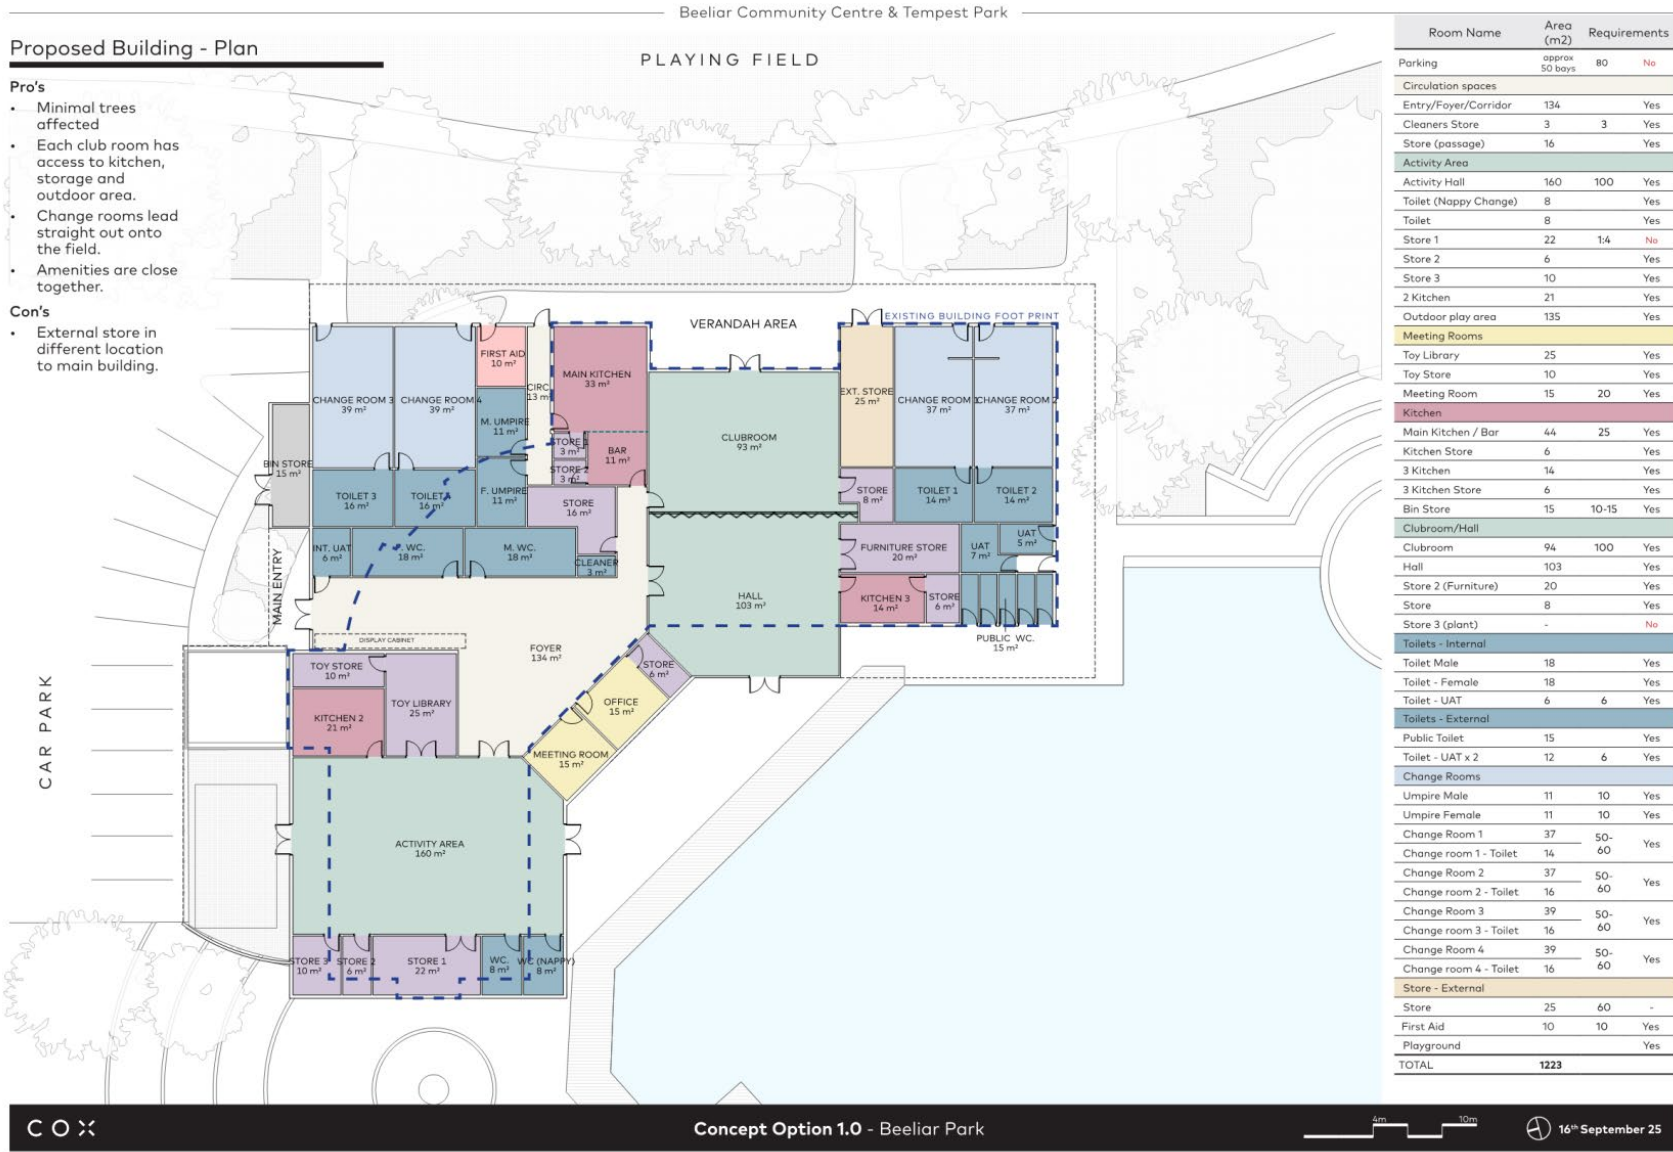 Beeliar Community Centre & Tempest Park
Proposed Building - Plan
Pro's
• Minimal trees
affected
• Each club room has
access to kitchen,
storage and
outdoor area.
• Change rooms lead
straight out onto
the field.
• Amenities are close
together.
Con's
• External store in
different location
to main building.
PLAYING FIELD
VERANDAH AREA
EXISTING BUILDING FOOT PRINT
FIRST AID
10 m²
CIRC
13 m²
MAIN KITCHEN
33 m²
CHANGE ROOM 3
39 m²
CHANGE ROOM 4
39 m²
M. UMPIRE
11 m²
EXT. STORE
25 m²
CHANGE ROOM 1
37 m²
CHANGE ROOM 2
37 m²
CLUBROOM
93 m²
STORE 1
3 m²
BAR
11 m²
STORE 2
3 m²
BIN STORE
15 m²
TOILET 3
16 m²
TOILET
16 m²
F. UMPIRE
11 m²
STORE
16 m²
STORE
8 m²
TOILET 1
14 m²
TOILET 2
14 m²
INT. UAT
6 m²
WC.
18 m²
M. WC.
18 m²
CLEANER
3 m²
FURNITURE STORE
20 m²
UAT
7 m²
UAT
5 m²
MAIN ENTRY
HALL
103 m²
KITCHEN 3
14 m²
STORE
6 m²
PUBLIC WC.
15 m²
DISPLAY CABINET
FOYER
134 m²
TOY STORE
10 m²
STORE
6 m²
TOY LIBRARY
25 m²
KITCHEN 2
21 m²
OFFICE
15 m²
MEETING ROOM
15 m²
CAR PARK
ACTIVITY AREA
160 m²
STORE 3
10 m²
STORE 2
6 m²
STORE 1
22 m²
WC.
8 m²
WC (NAPPY)
8 m²
Room Name Area (m2) Requirements
Parking approx 50 bays 80 No
Circulation spaces
Entry/Foyer/Corridor 134 Yes
Cleaners Store 3 3 Yes
Store (passage) 16 Yes
Activity Area
Activity Hall 160 100 Yes
Toilet (Nappy Change) 8 Yes
Toilet 8 Yes
Store 1 22 1:4 No
Store 2 6 Yes
Store 3 10 Yes
2 Kitchen 21 Yes
Outdoor play area 135 Yes
Meeting Rooms
Toy Library 25 Yes
Toy Store 10 Yes
Meeting Room 15 20 Yes
Kitchen
Main Kitchen / Bar 44 25 Yes
Kitchen Store 6 Yes
3 Kitchen 14 Yes
3 Kitchen Store 6 Yes
Bin Store 15 10-15 Yes
Clubroom/Hall
Clubroom 94 100 Yes
Hall 103 Yes
Store 2 (Furniture) 20 Yes
Store 8 Yes
Store 3 (plant) - No
Toilets - Internal
Toilet Male 18 Yes
Toilet - Female 18 Yes
Toilet - UAT 6 6 Yes
Toilets - External
Public Toilet 15 Yes
Toilet - UAT x 2 12 6 Yes
Change Rooms
Umpire Male 11 10 Yes
Umpire Female 11 10 Yes
Change Room 1 37 50-60 Yes
Change room 1 - Toilet 14
Change Room 2 37 50-60 Yes
Change room 2 - Toilet 16
Change Room 3 39 50-60 Yes
Change room 3 - Toilet 16
Change Room 4 39 50-60 Yes
Change room 4 - Toilet 16
Store - External
Store 25 60 -
First Aid 10 10 Yes
Playground Yes
TOTAL 1223
COX
Concept Option 1.0 - Beeliar Park
4m 10m
16th September 25